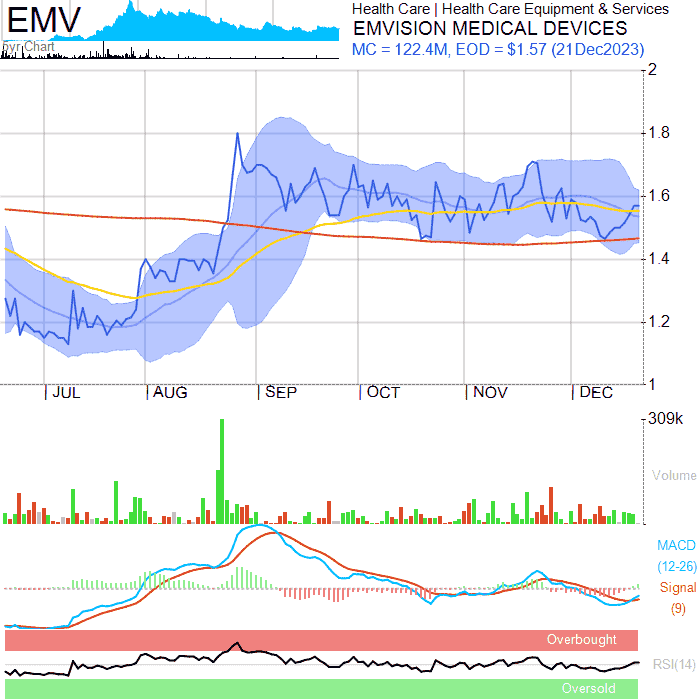 EMV
5yr Chart
Health Care | Health Care Equipment & Services
EMVISION MEDICAL DEVICES
MC = 122.4M, EOD = $1.57 (21Dec2023)
2
1.8
1.6
1.4
1.2
1
JUL
AUG
SEP
OCT
NOV
DEC
309k
Volume
MACD
(12-26)
Signal
(9)
Overbought
RSI(14)
Oversold